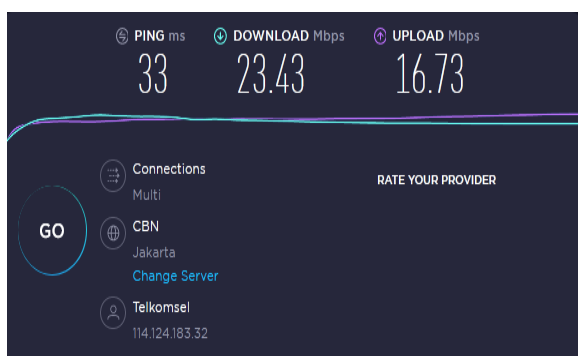 PING ms DOWNLOAD Mbps UPLOAD Mbps
33 23.43 16.73
Connections
Multi
RATE YOUR PROVIDER
GO
CBN
Jakarta
Change Server
Telkomsel
114.124.183.32